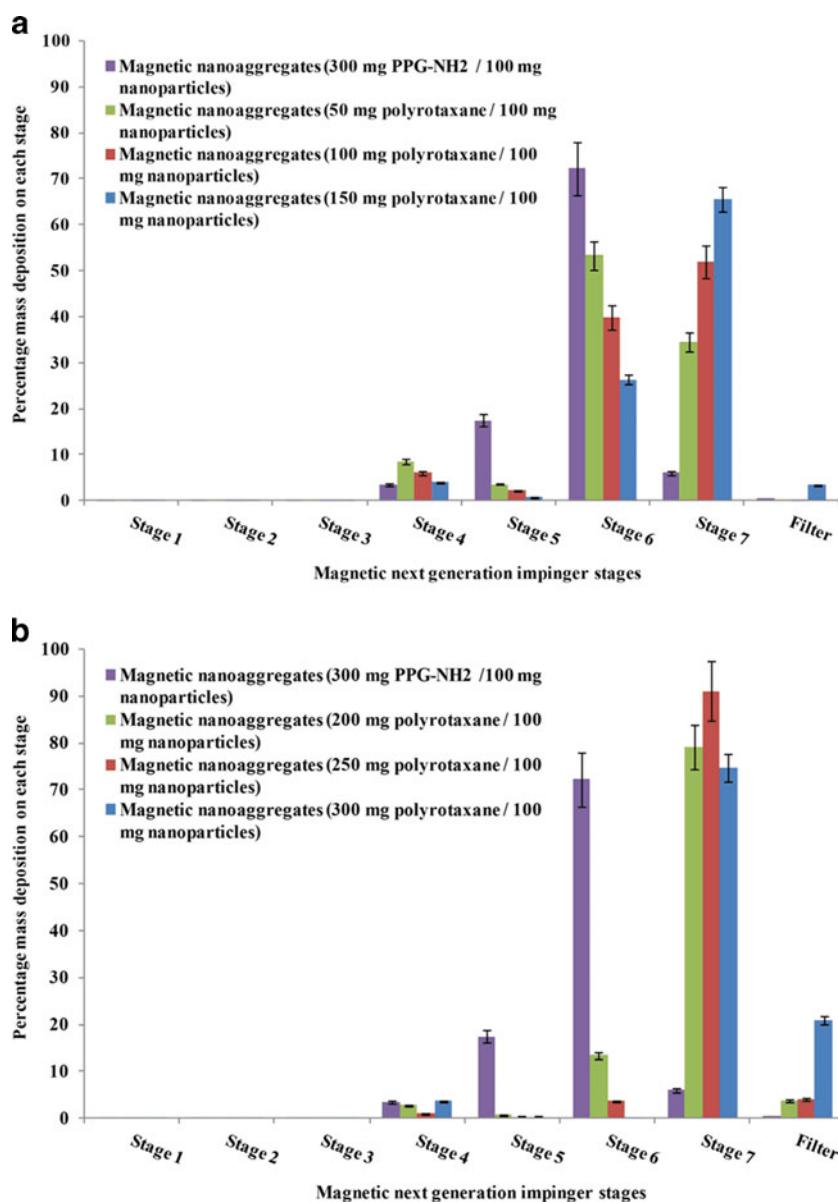 a
100
90
80
70
60
50
40
30
20
10
0
Percentage mass deposition on each stage
Magnetic nanoaggregates (300 mg PPG-NH2 / 100 mg
nanoparticles)
Magnetic nanoaggregates (50 mg polyrotaxane / 100 mg
nanoparticles)
Magnetic nanoaggregates (100 mg polyrotaxane / 100
mg nanoparticles)
Magnetic nanoaggregates (150 mg polyrotaxane / 100
mg nanoparticles)
Stage 1
Stage 2
Stage 3
Stage 4
Stage 5
Stage 6
Stage 7
Filter
Magnetic next generation impinger stages
b
100
90
80
70
60
50
40
30
20
10
0
Percentage mass deposition on each stage
Magnetic nanoaggregates (300 mg PPG-NH2 /100 mg
nanoparticles)
Magnetic nanoaggregates (200 mg polyrotaxane / 100
mg nanoparticles)
Magnetic nanoaggregates (250 mg polyrotaxane / 100
mg nanoparticles)
Magnetic nanoaggregates (300 mg polyrotaxane / 100
mg nanoparticles)
Stage 1
Stage 2
Stage 3
Stage 4
Stage 5
Stage 6
Stage 7
Filter
Magnetic next generation impinger stages